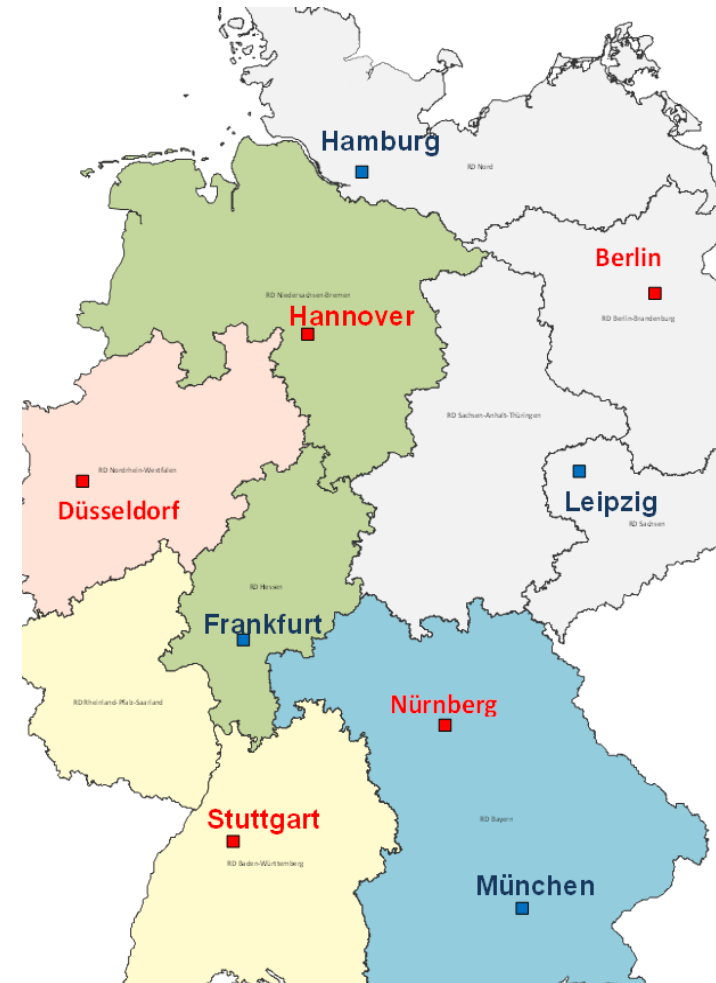 Hamburg
RD Nord
Berlin
RD Niedersachsen-Bremen
Hannover
RD Berlin-Brandenburg
RD Sachsen-Anhalt-Thüringen
RD Nordrhein-Westfalen
Düsseldorf
Leipzig
RD Sachsen
RD Hessen
Frankfurt
RD Rheinland-Pfalz-Saarland
Nürnberg
Stuttgart
RD Bayern
RD Baden-Württemberg
München